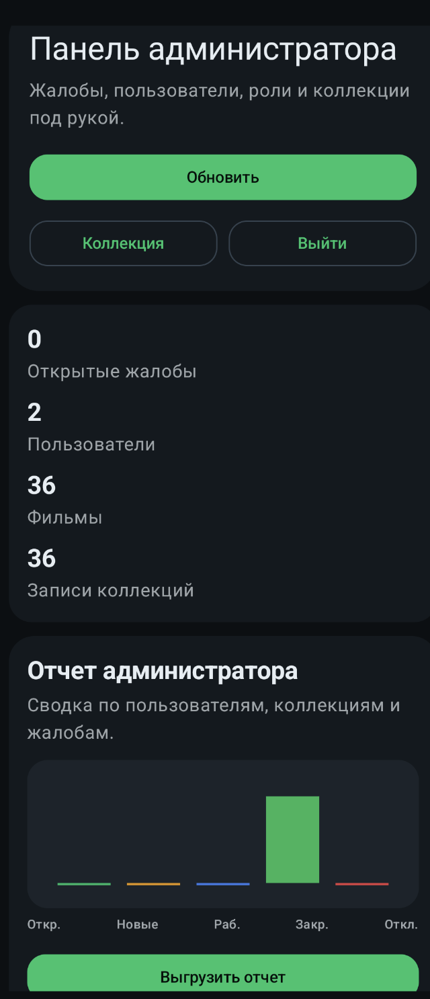 Панель администратора
Жалобы, пользователи, роли и коллекции
под рукой.
Обновить
Коллекция
Выйти
0
Открытые жалобы
2
Пользователи
36
Фильмы
36
Записи коллекций
Отчет администратора
Сводка по пользователям, коллекциям и
жалобам.
Откр.
Новые
Раб.
Закр.
Откл.
Выгрузить отчет